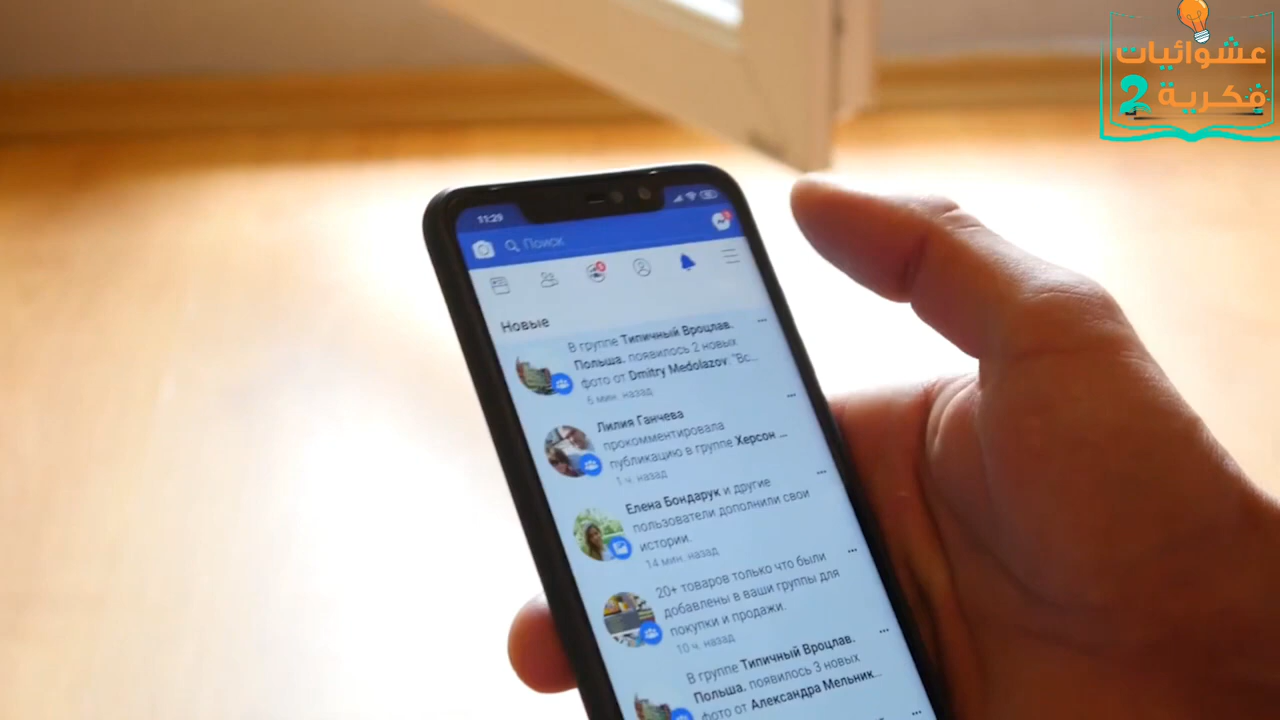 عشوائيات
فكرية 2
11:29
Поиск
Новые
В группе Типичный Вроцлав.
Польша, появилось 2 новых
фото от Dmitry Medolazov: "Вс...
6 мин. назад
Лилия Ганчева
прокомментировала
публикацию в группе Херсон ...
1 ч. назад
Елена Бондарук и другие
пользователи дополнили свои
истории.
14 мин. назад
20+ товаров только что были
добавлены в ваши группы для
покупки и продажи.
10 ч. назад
В группе Типичный Вроцлав.
Польша, появилось 3 новых
фото от Александра Мельник...